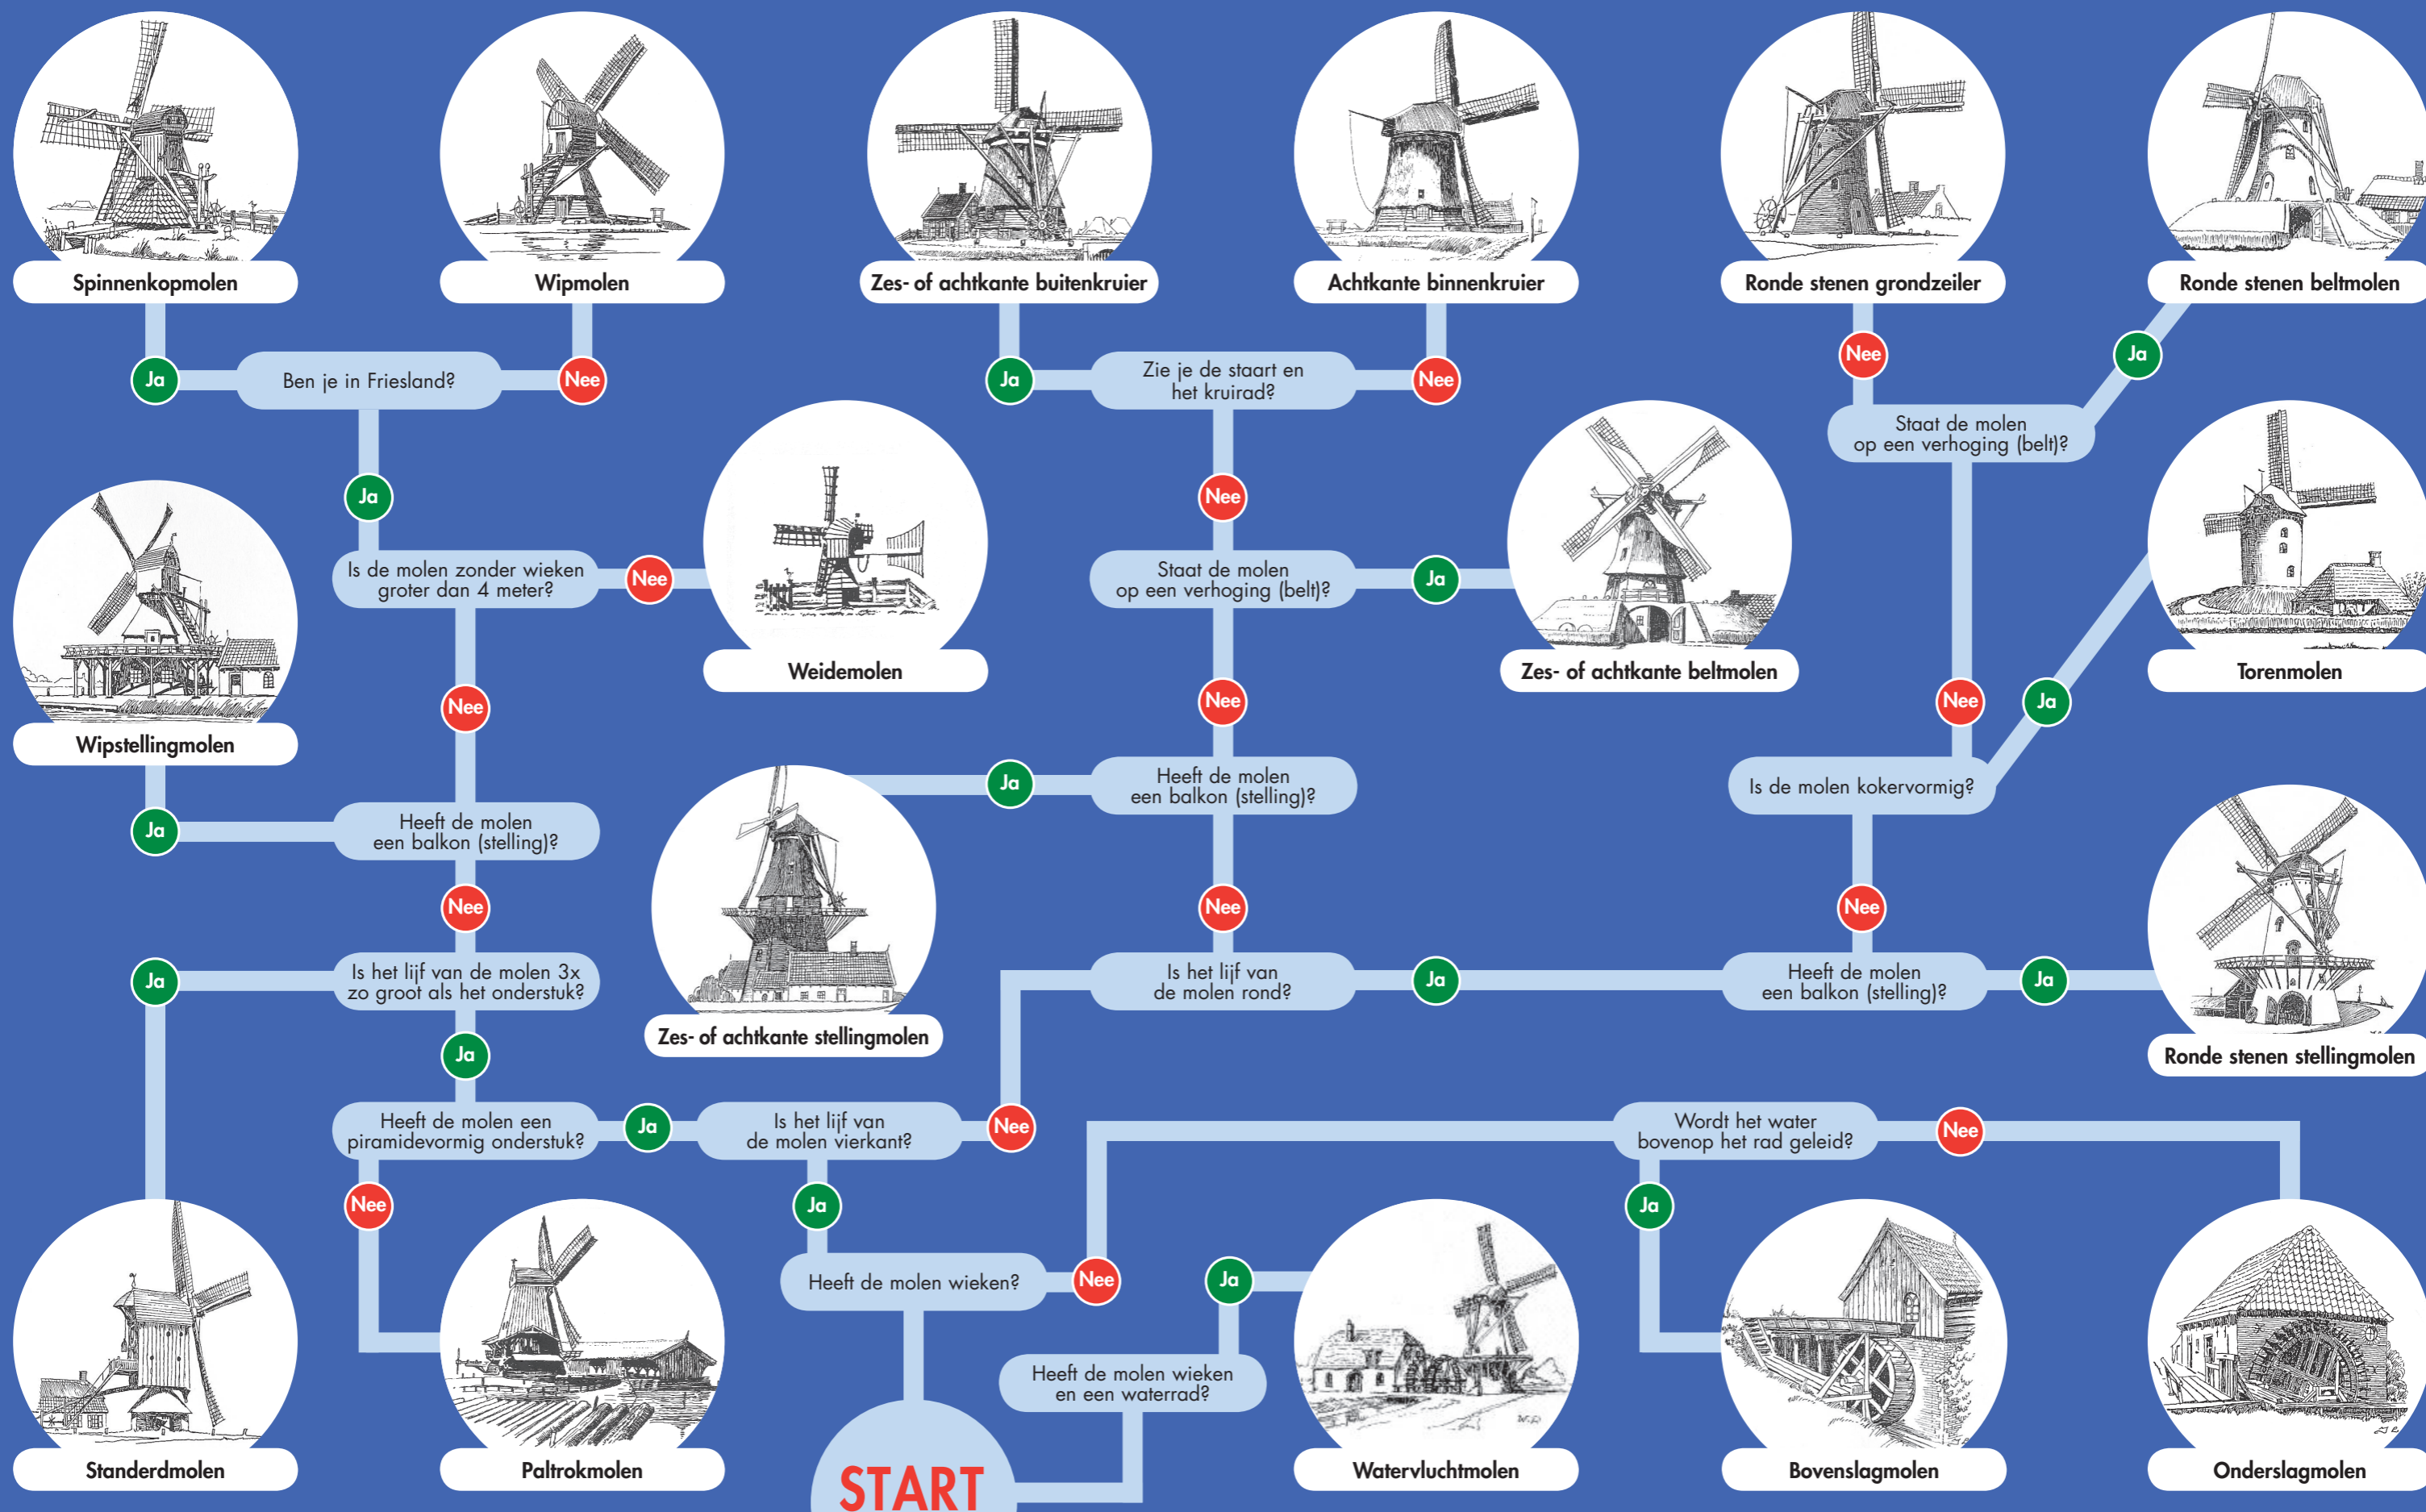 Spinnenkopmolen
Wipmolen
Zes- of achtkante buitenkruier
Achtkante binnenkruier
Ronde stenen grondzeiler
Ronde stenen beltmolen
Ja
Ben je in Friesland?
Nee
Ja
Zie je de staart en
het kruirad?
Nee
Nee
Ja
Staat de molen
op een verhoging (belt)?
Ja
Nee
Is de molen zonder wieken
groter dan 4 meter?
Nee
Weidemolen
Staat de molen
op een verhoging (belt)?
Ja
Zes- of achtkante beltmolen
Torenmolen
Nee
Nee
Nee
Ja
Wipstellingmolen
Ja
Heeft de molen
een balkon (stelling)?
Ja
Heeft de molen
een balkon (stelling)?
Is de molen kokervormig?
Nee
Nee
Nee
Ja
Is het lijf van de molen 3x
zo groot als het onderstuk?
Zes- of achtkante stellingmolen
Is het lijf van
de molen rond?
Ja
Heeft de molen
een balkon (stelling)?
Ja
Ronde stenen stellingmolen
Ja
Heeft de molen een
piramidevormig onderstuk?
Ja
Is het lijf van
de molen vierkant?
Nee
Wordt het water
bovenop het rad geleid?
Nee
Nee
Ja
Ja
Heeft de molen wieken?
Nee
Ja
Heeft de molen wieken
en een waterrad?
Standerdmolen
Paltrokmolen
START
Watervluchtmolen
Bovenslagmolen
Onderslagmolen